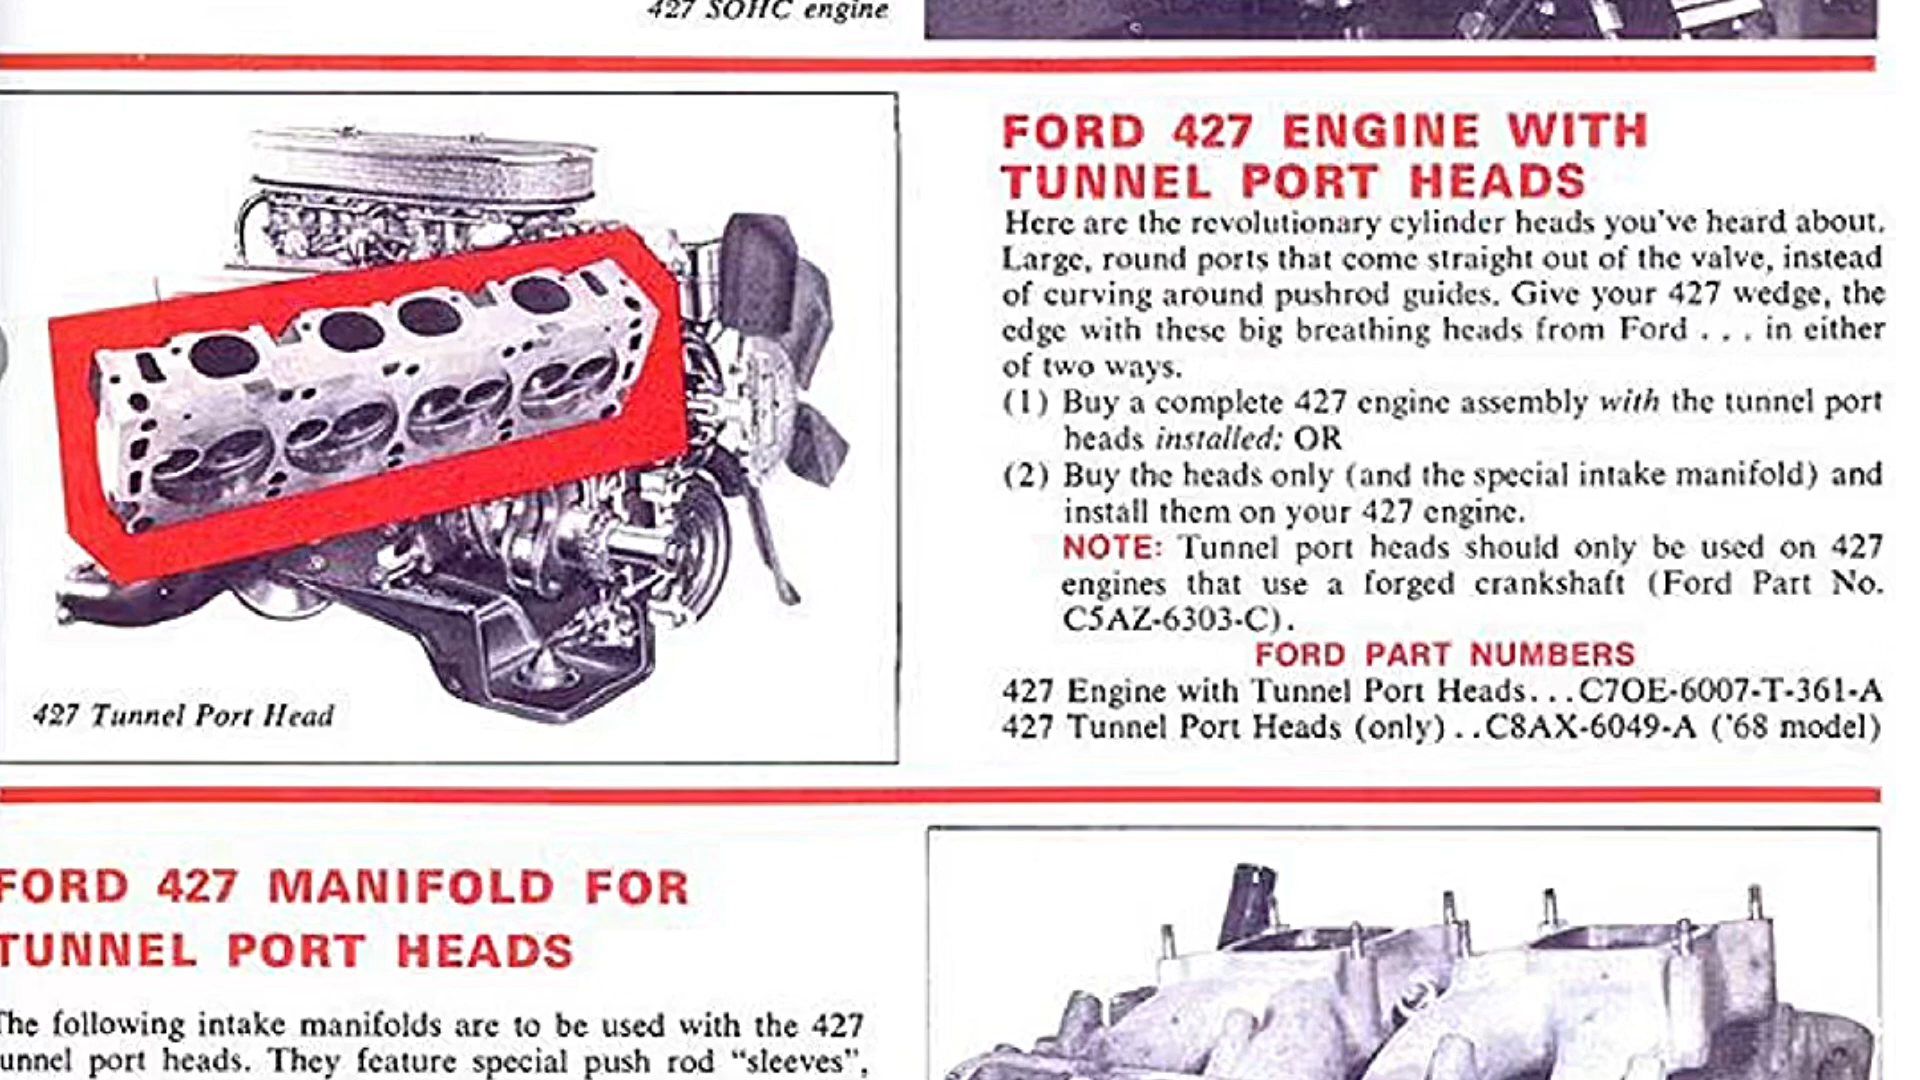 427 SOHC engine
FORD 427 ENGINE WITH
TUNNEL PORT HEADS
Here are the revolutionary cylinder heads you've heard about.
Large, round ports that come straight out of the valve, instead
of curving around pushrod guides. Give your 427 wedge, the
edge with these big breathing heads from Ford . . . in either
of two ways.
(1) Buy a complete 427 engine assembly with the tunnel port
heads installed; OR
(2) Buy the heads only (and the special intake manifold) and
install them on your 427 engine.
NOTE: Tunnel port heads should only be used on 427
engines that use a forged crankshaft (Ford Part No.
C5AZ-6303-C).
FORD PART NUMBERS
427 Engine with Tunnel Port Heads...C7OE-6007-T-361-A
427 Tunnel Port Heads (only)..C8AX-6049-A ('68 model)
427 Tunnel Port Head
FORD 427 MANIFOLD FOR
TUNNEL PORT HEADS
The following intake manifolds are to be used with the 427
tunnel port heads. They feature special push rod "sleeves",